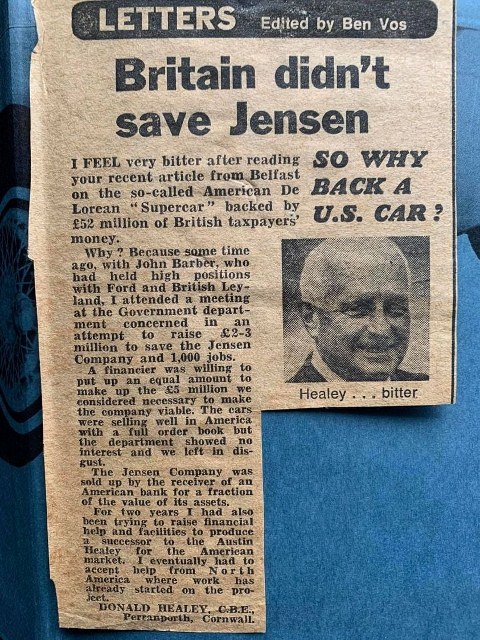 LETTERS Edited by Ben Vos
Britain didn't
save Jensen
SO WHY
BACK A
U.S. CAR?
I FEEL very bitter after reading
your recent article from Belfast
on the so-called American De
Lorean "Supercar" backed by
£52 million of British taxpayers'
money.
Why? Because some time
ago, with John Barber, who
had held high positions
with Ford and British Ley-
land, I attended a meeting
at the Government depart-
ment concerned in an
attempt to raise £2-3
million to save the Jensen
Company and 1,000 jobs.
A financier was willing to
put up an equal amount to
make up the £5 million we
considered necessary to make
the company viable. The cars
were selling well in America
with a full order book but
the department showed no
interest and we left in dis-
gust.
The Jensen Company was
sold up by the receiver of an
American bank for a fraction
of the value of its assets.
For two years I had also
been trying to raise financial
help and facilities to produce
a successor to the Austin
Healey for the American
market. I eventually had to
accept help from North
America where work has
already started on the pro-
ject.
DONALD HEALEY, C.B.E.,
Perranporth, Cornwall.
Healey . . . bitter